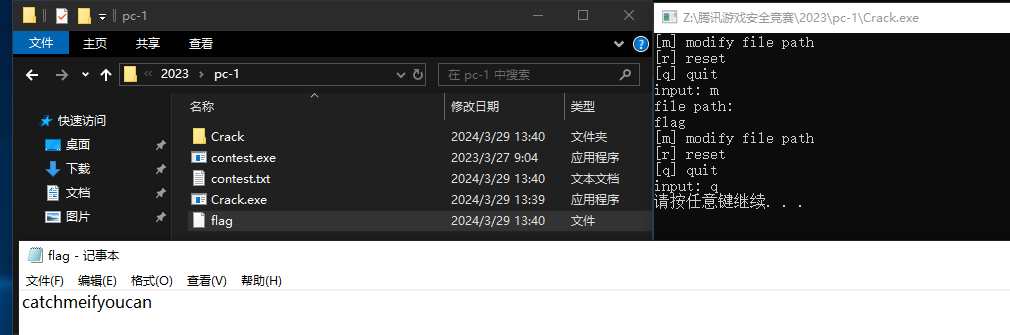 pc-1
文件 主页 共享 查看
2023 pc-1
在 pc-1 中搜索
名称 修改日期 类型
快速访问
桌面
下载
文档
图片
Crack 2024/3/29 13:40 文件夹
contest.exe 2023/3/27 9:04 应用程序
contest.txt 2024/3/29 13:40 文本文档
Crack.exe 2024/3/29 13:39 应用程序
flag 2024/3/29 13:40 文件
Z:\腾讯游戏安全竞赛\2023\pc-1\Crack.exe
[m] modify file path
[r] reset
[q] quit
input: m
file path:
flag
[m] modify file path
[r] reset
[q] quit
input: q
请按任意键继续. . .
flag - 记事本
文件(F) 编辑(E) 格式(O) 查看(V) 帮助(H)
catchmeifyoucan